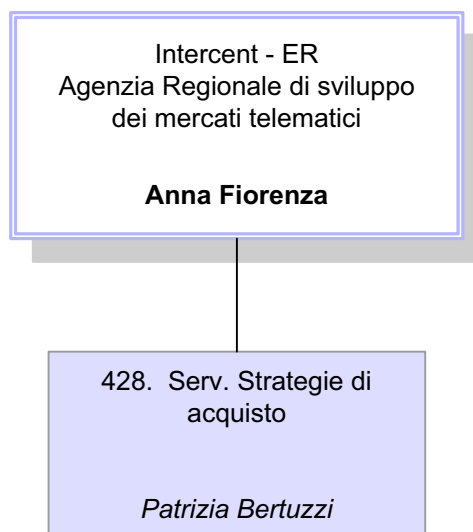 Intercent - ER
Agenzia Regionale di sviluppo
dei mercati telematici
Anna Fiorenza
428. Serv. Strategie di
acquisto
Patrizia Bertuzzi